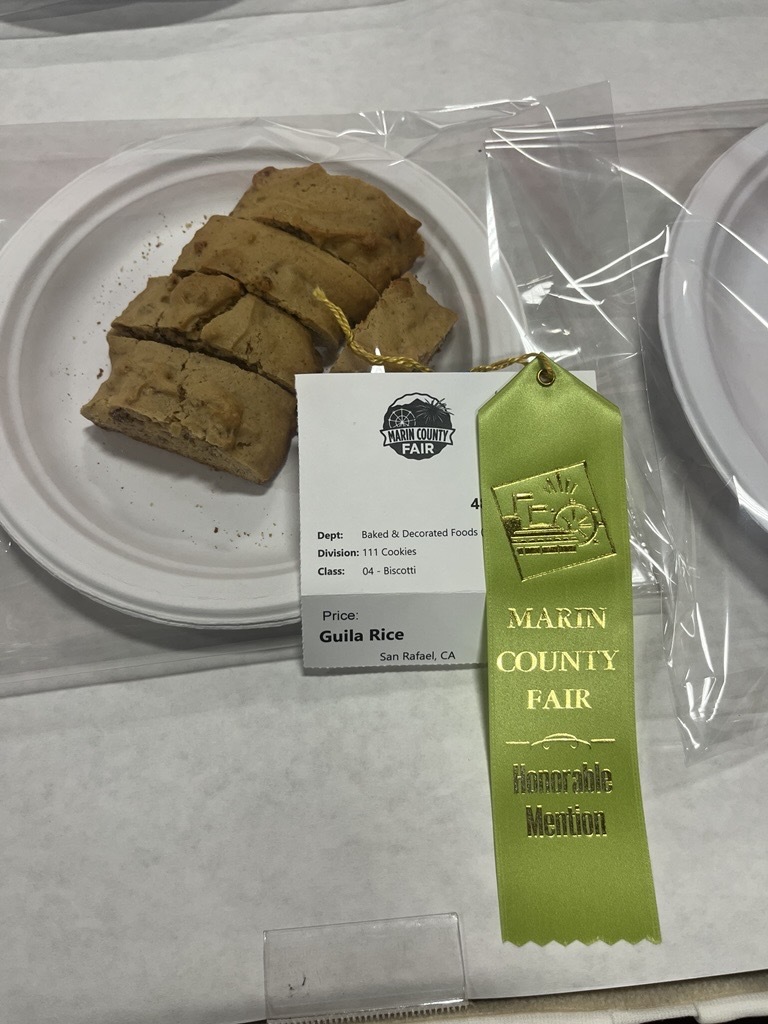 MARIN COUNTY
FAIR
Dept: Baked & Decorated Foods
Division: 111 Cookies
Class: 04 - Biscotti
Price:
Guila Rice
San Rafael, CA
MARIN
COUNTY
FAIR
Honorable
Mention